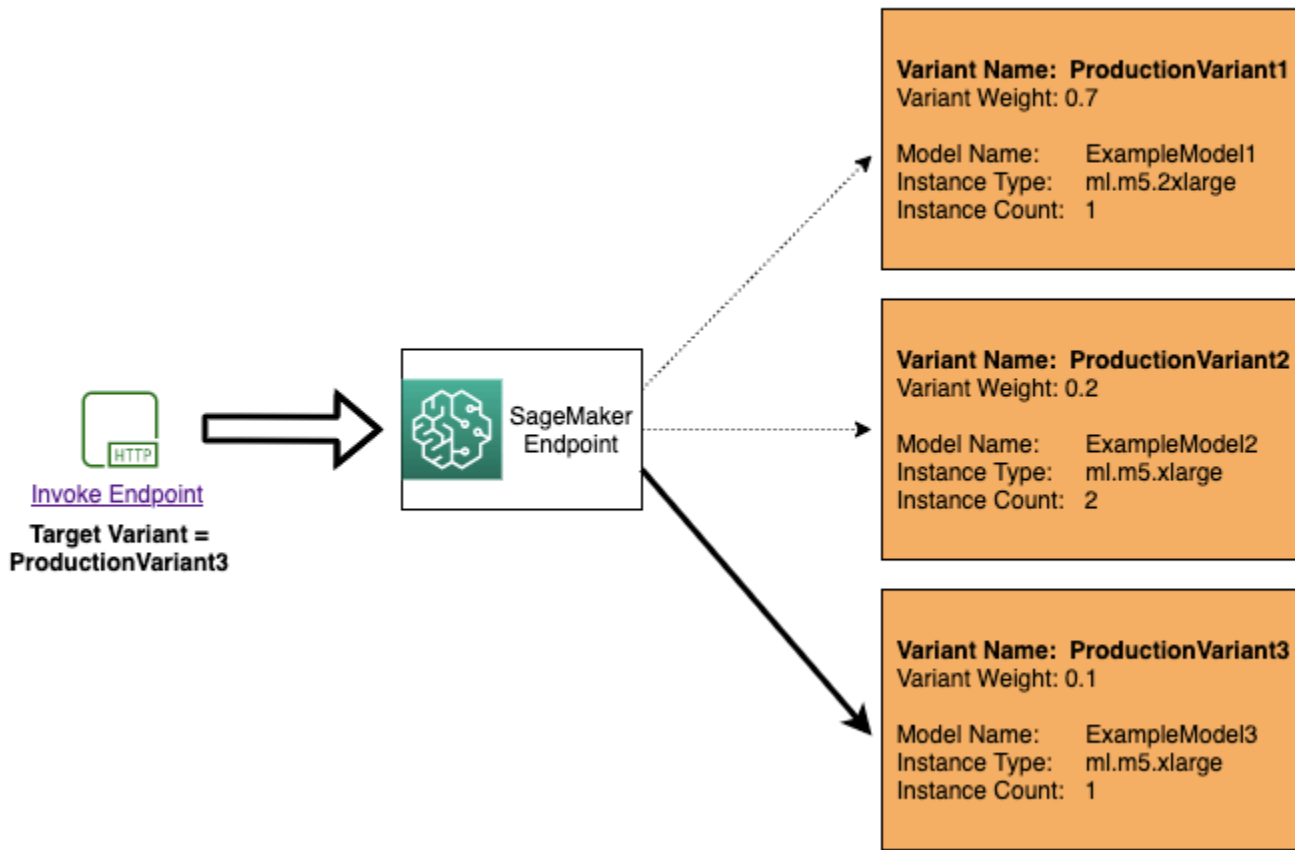 Variant Name: ProductionVariant1
Variant Weight: 0.7
Model Name: ExampleModel1
Instance Type: ml.m5.2xlarge
Instance Count: 1
Variant Name: ProductionVariant2
Variant Weight: 0.2
Model Name: ExampleModel2
Instance Type: ml.m5.xlarge
Instance Count: 2
HTTP
Invoke Endpoint
Target Variant =
ProductionVariant3
SageMaker
Endpoint
Variant Name: ProductionVariant3
Variant Weight: 0.1
Model Name: ExampleModel3
Instance Type: ml.m5.xlarge
Instance Count: 1